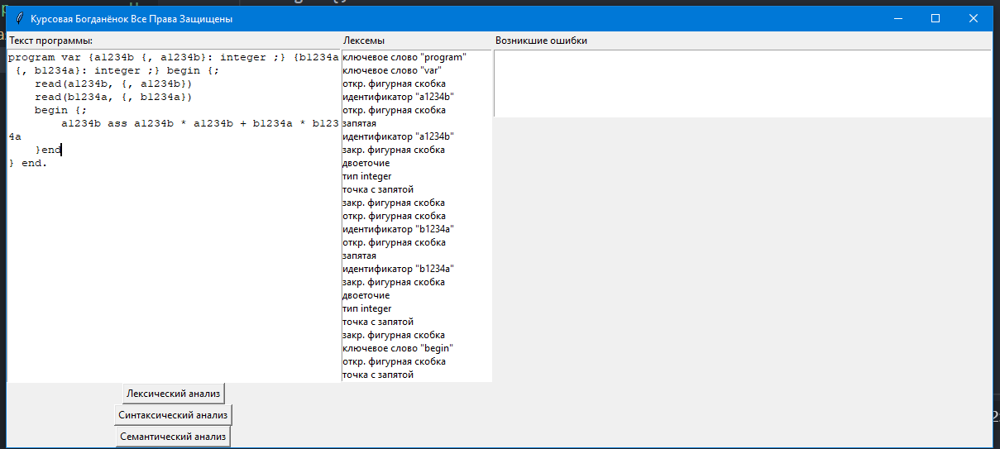 Курсовая Богданёнок Все Права Защищены
Текст программы:
Лексемы
Возникшие ошибки
program var {a1234b {, a1234b}: integer ;} {b1234a
{, b1234a}: integer ;} begin {;
read(a1234b, {, a1234b})
read(b1234a, {, b1234a})
begin {;
a1234b ass a1234b * a1234b + b1234a * b123
4a
}end
} end.
ключевое слово "program"
ключевое слово "var"
откр. фигурная скобка
идентификатор "a1234b"
откр. фигурная скобка
запятая
идентификатор "a1234b"
закр. фигурная скобка
двоеточие
тип integer
точка с запятой
закр. фигурная скобка
откр. фигурная скобка
идентификатор "b1234a"
откр. фигурная скобка
запятая
идентификатор "b1234a"
закр. фигурная скобка
двоеточие
тип integer
точка с запятой
закр. фигурная скобка
ключевое слово "begin"
откр. фигурная скобка
точка с запятой
Лексический анализ
Синтаксический анализ
Семантический анализ